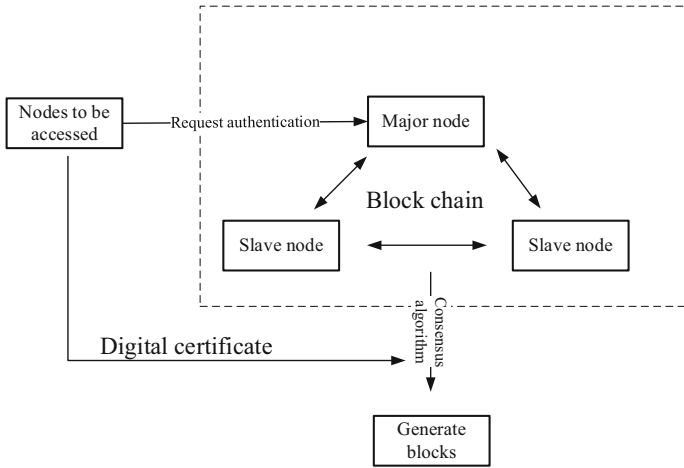 Nodes to be
accessed
Request authentication
Major node
Block chain
Slave node
Slave node
Consensus
algorithm
Digital certificate
Generate
blocks